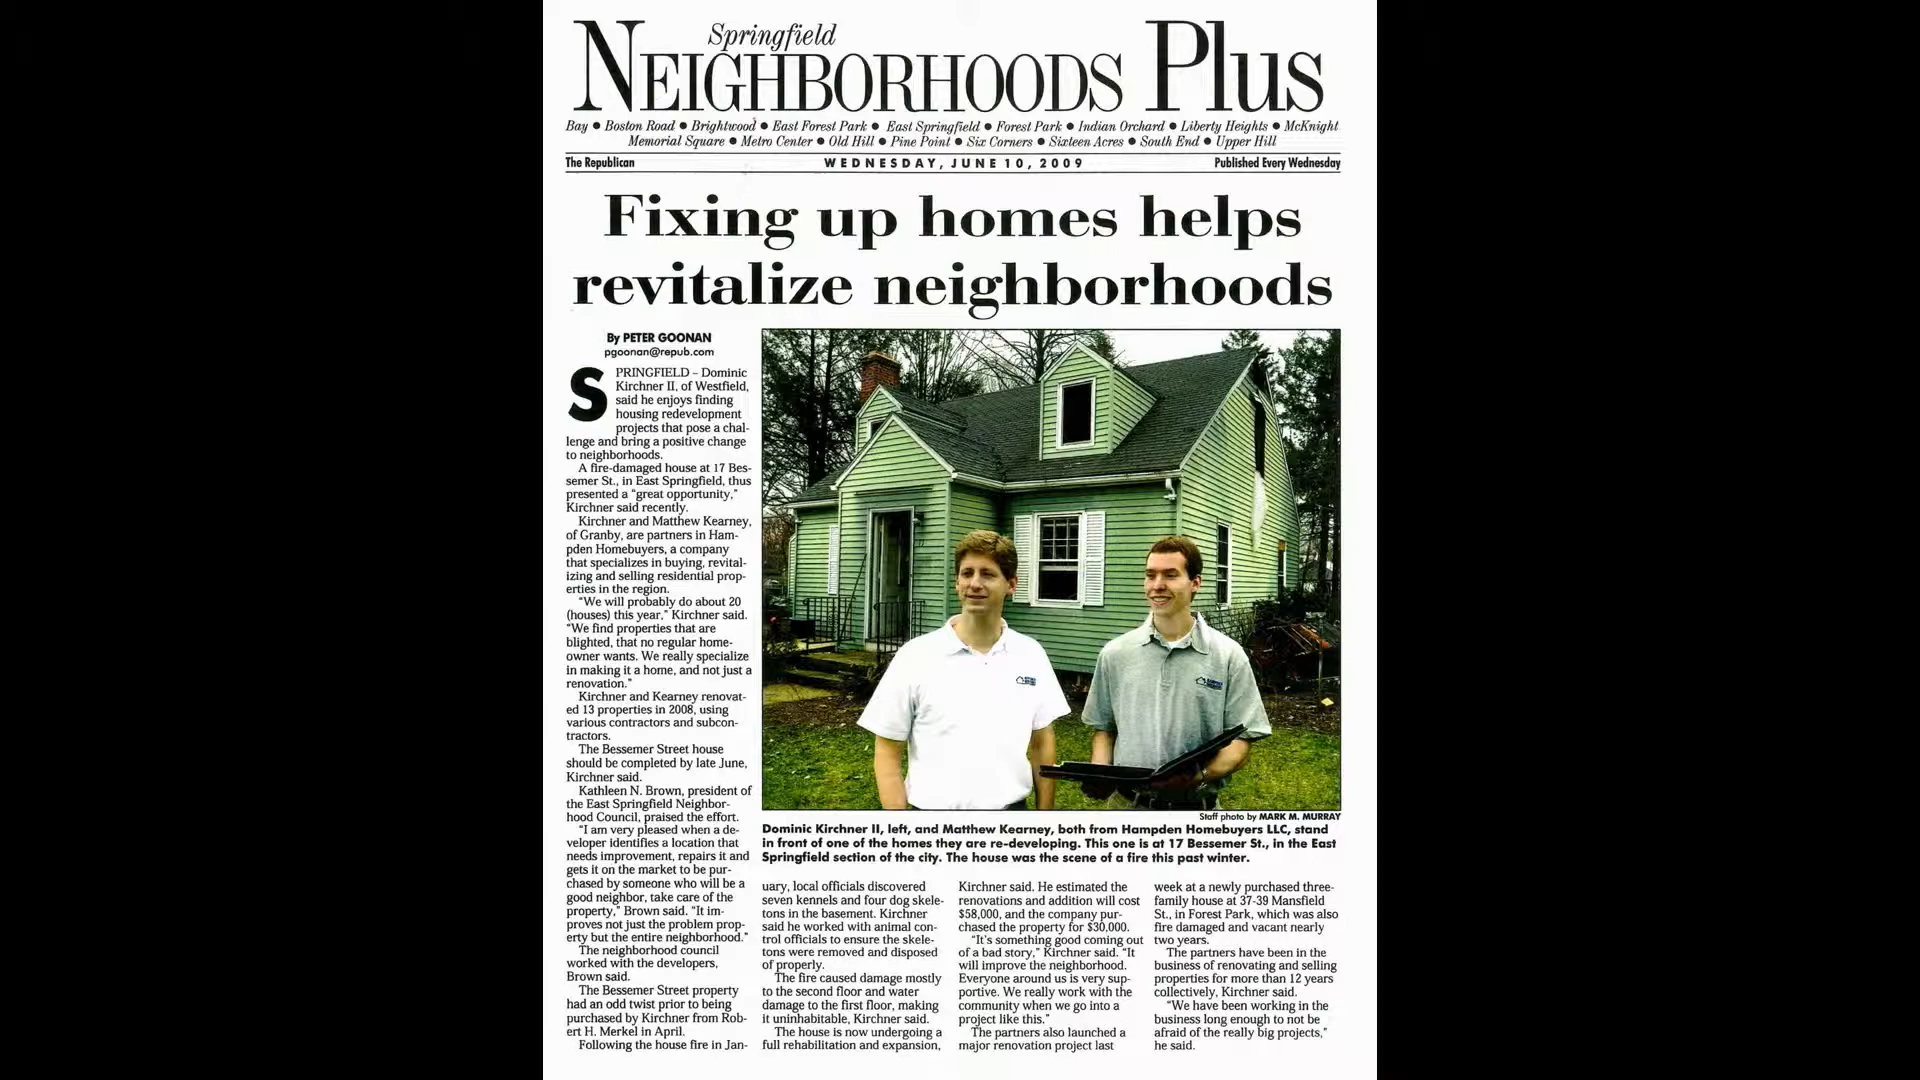 Springfield
NEIGHBORHOODS Plus
Bay ● Boston Road ● Brightwood ● East Forest Park ● East Springfield ● Forest Park ● Indian Orchard ● Liberty Heights ● McKnight
Memorial Square ● Metro Center ● Old Hill ● Pine Point ● Six Corners ● Sixteen Acres ● South End ● Upper Hill
The Republican
WEDNESDAY, JUNE 10, 2009
Published Every Wednesday
Fixing up homes helps
revitalize neighborhoods
By PETER GOONAN
pgoonan@repub.com
SPRINGFIELD – Dominic
Kirchner II, of Westfield,
said he enjoys finding
housing redevelopment
projects that pose a chal-
lenge and bring a positive change
to neighborhoods.
A fire-damaged house at 17 Bes-
semer St., in East Springfield, thus
presented a "great opportunity,"
Kirchner said recently.
Kirchner and Matthew Kearney,
of Granby, are partners in Ham-
pden Homebuyers, a company
that specializes in buying, revital-
izing and selling residential prop-
erties in the region.
"We will probably do about 20
(houses) this year," Kirchner said.
"We find properties that are
blighted, that no regular home-
owner wants. We really specialize
in making it a home, and not just a
renovation."
Kirchner and Kearney renovat-
ed 13 properties in 2008, using
various contractors and subcon-
tractors.
The Bessemer Street house
should be completed by late June,
Kirchner said.
Kathleen N. Brown, president of
the East Springfield Neighbor-
hood Council, praised the effort.
"I am very pleased when a de-
veloper identifies a location that
needs improvement, repairs it and
gets it on the market to be pur-
chased by someone who will be a
good neighbor, take care of the
property," Brown said. "It im-
proves not just the problem prop-
erty but the entire neighborhood."
The neighborhood council
worked with the developers,
Brown said.
The Bessemer Street property
had an odd twist prior to being
purchased by Kirchner from Rob-
ert H. Merkel in April.
Following the house fire in Jan-
Staff photo by MARK M. MURRAY
Dominic Kirchner II, left, and Matthew Kearney, both from Hampden Homebuyers LLC, stand
in front of one of the homes they are re-developing. This one is at 17 Bessemer St., in the East
Springfield section of the city. The house was the scene of a fire this past winter.
uary, local officials discovered
seven kennels and four dog skele-
tons in the basement. Kirchner
said he worked with animal con-
trol officials to ensure the skele-
tons were removed and disposed
of properly.
The fire caused damage mostly
to the second floor and water
damage to the first floor, making
it uninhabitable, Kirchner said.
The house is now undergoing a
full rehabilitation and expansion,
Kirchner said. He estimated the
renovations and addition will cost
$58,000, and the company pur-
chased the property for $30,000.
"It's something good coming out
of a bad story," Kirchner said. "It
will improve the neighborhood.
Everyone around us is very sup-
portive. We really work with the
community when we go into a
project like this."
The partners also launched a
major renovation project last
week at a newly purchased three-
family house at 37-39 Mansfield
St., in Forest Park, which was also
fire damaged and vacant nearly
two years.
The partners have been in the
business of renovating and selling
properties for more than 12 years
collectively, Kirchner said.
"We have been working in the
business long enough to not be
afraid of the really big projects,"
he said.